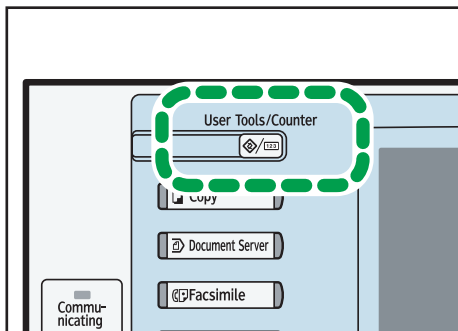 User Tools/Counter
123
Copy
Document Server
Facsimile
Commu-
nicating